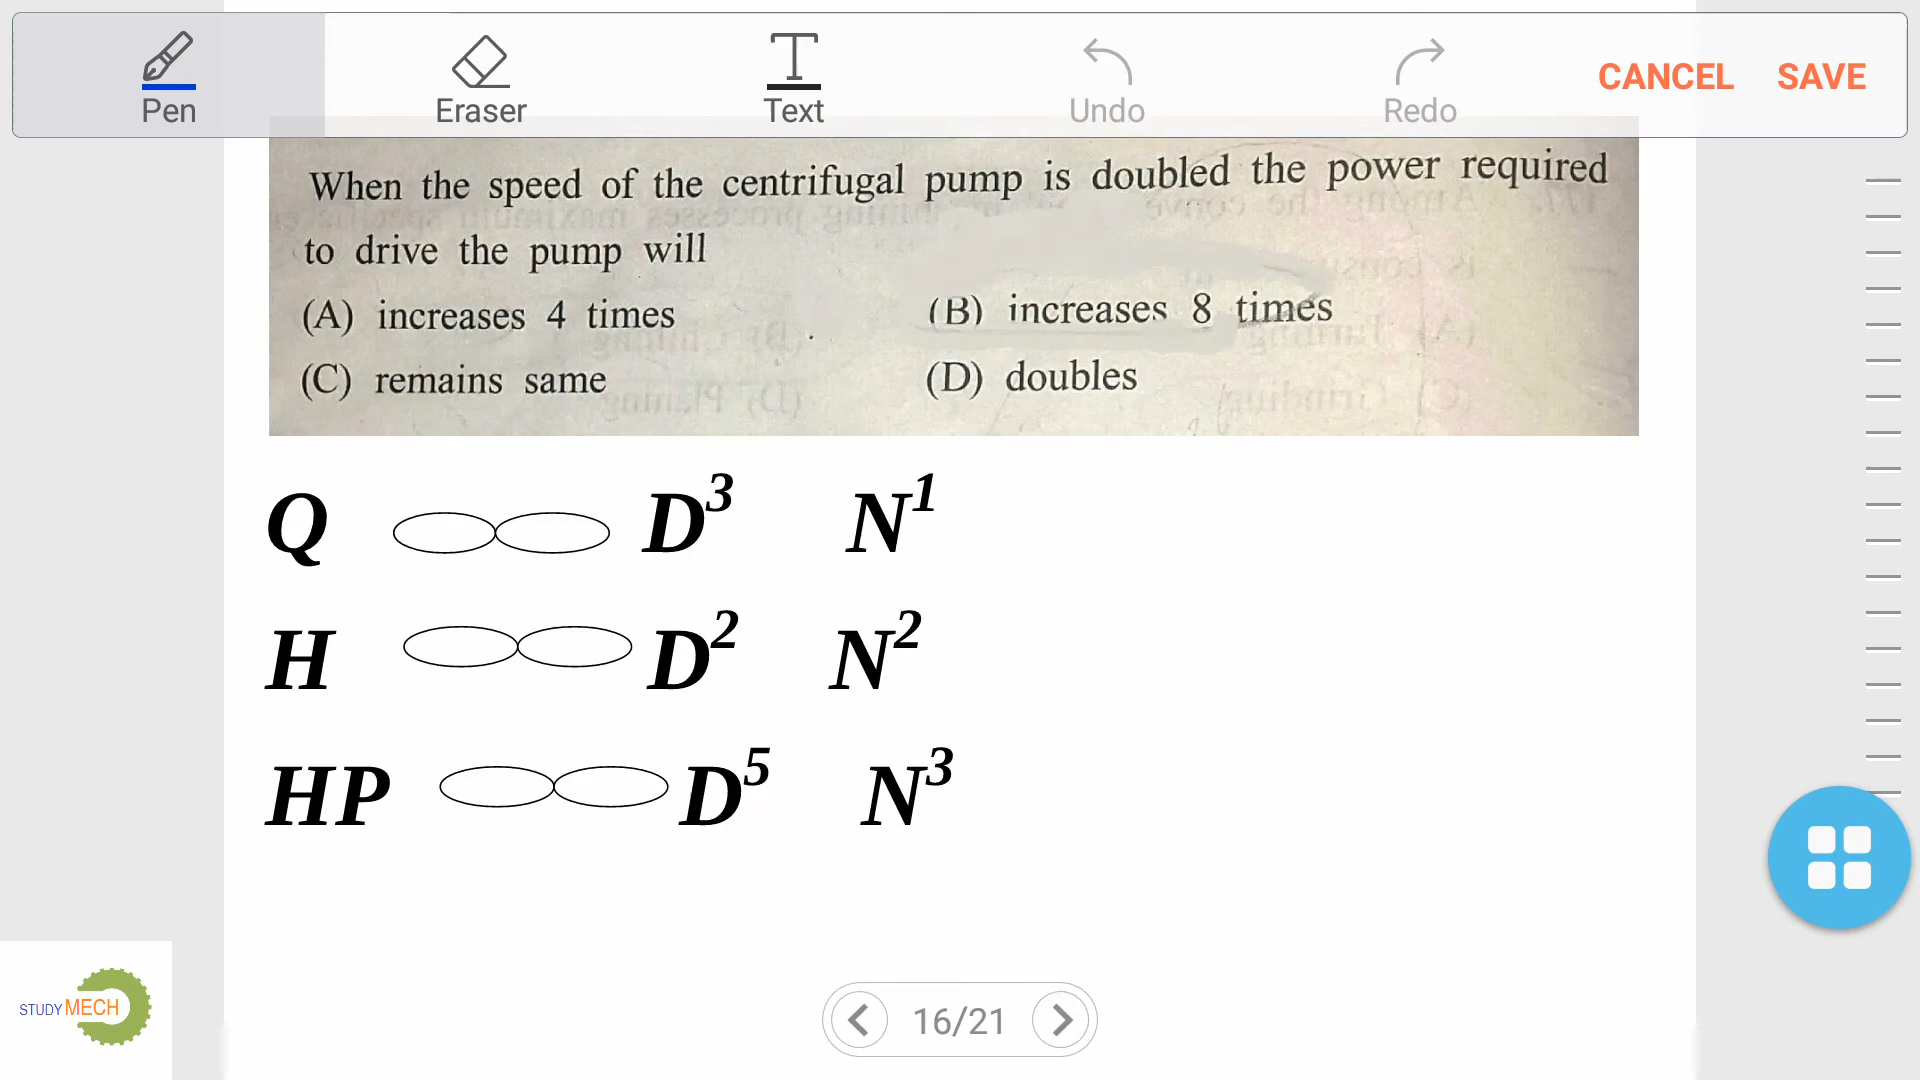 Pen Eraser Text Undo Redo CANCEL SAVE
When the speed of the centrifugal pump is doubled the power required
to drive the pump will
(A) increases 4 times (B) increases 8 times
(C) remains same (D) doubles
Q D³ N¹
H D² N²
HP D⁵ N³
STUDY MECH
16/21